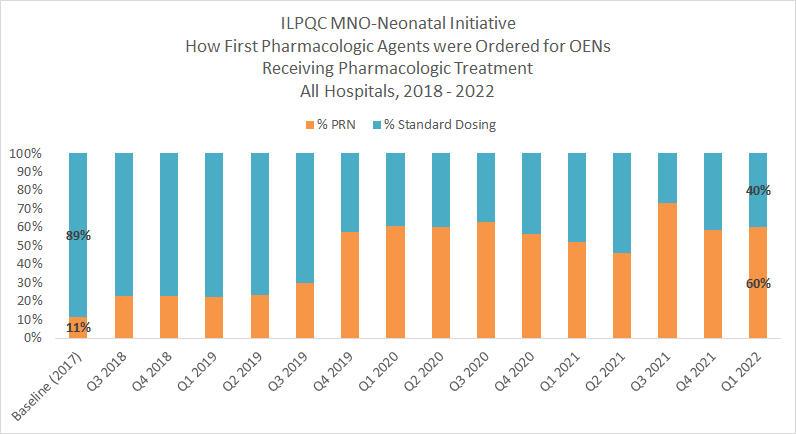 ILPQC MNO-Neonatal Initiative
How First Pharmacologic Agents were Ordered for OENs
Receiving Pharmacologic Treatment
All Hospitals, 2018 - 2022
% PRN % Standard Dosing
100%
90%
80%
70%
60%
50%
40%
30%
20%
10%
0%
89%
11%
40%
60%
Baseline (2017)
Q3 2018
Q4 2018
Q1 2019
Q2 2019
Q3 2019
Q4 2019
Q1 2020
Q2 2020
Q3 2020
Q4 2020
Q1 2021
Q2 2021
Q3 2021
Q4 2021
Q1 2022